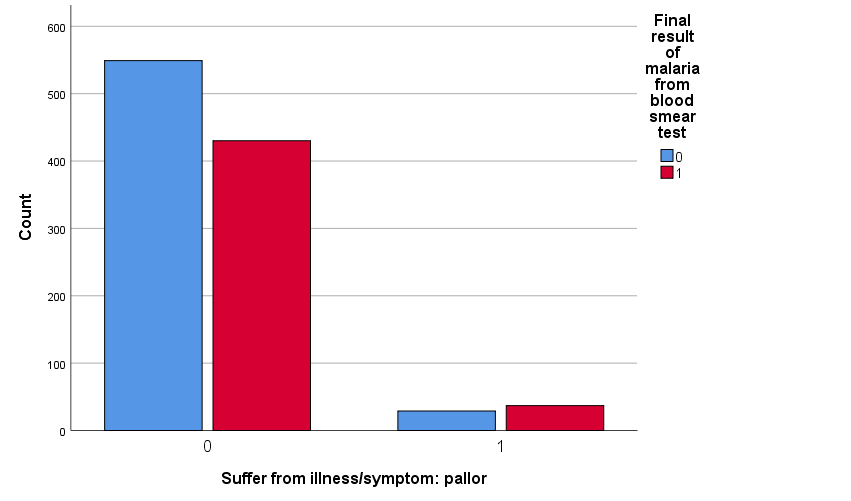 600
500
400
300
200
100
0
Count
0
1
Suffer from illness/symptom: pallor
Final
result
of
malaria
from
blood
smear
test
0
1